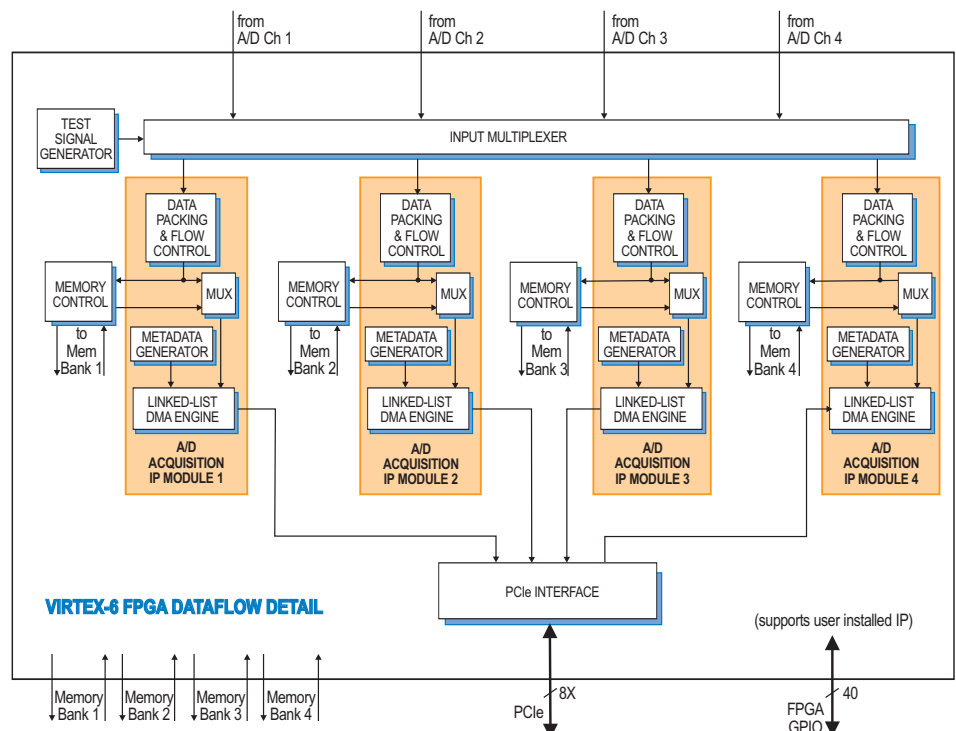 from
A/D Ch 1
from
A/D Ch 2
from
A/D Ch 3
from
A/D Ch 4
TEST
SIGNAL
GENERATOR
INPUT MULTIPLEXER
DATA
PACKING
& FLOW
CONTROL
MEMORY
CONTROL
MUX
to
Mem
Bank 1
METADATA
GENERATOR
LINKED-LIST
DMA ENGINE
A/D
ACQUISITION
IP MODULE 1
DATA
PACKING
& FLOW
CONTROL
MEMORY
CONTROL
MUX
to
Mem
Bank 2
METADATA
GENERATOR
LINKED-LIST
DMA ENGINE
A/D
ACQUISITION
IP MODULE 2
DATA
PACKING
& FLOW
CONTROL
MEMORY
CONTROL
MUX
to
Mem
Bank 3
METADATA
GENERATOR
LINKED-LIST
DMA ENGINE
A/D
ACQUISITION
IP MODULE 3
DATA
PACKING
& FLOW
CONTROL
MEMORY
CONTROL
MUX
to
Mem
Bank 4
METADATA
GENERATOR
LINKED-LIST
DMA ENGINE
A/D
ACQUISITION
IP MODULE 4
PCIe INTERFACE
VIRTEX-6 FPGA DATAFLOW DETAIL
(supports user installed IP)
Memory
Bank 1
Memory
Bank 2
Memory
Bank 3
Memory
Bank 4
8X
PCIe
40
FPGA
GPIO